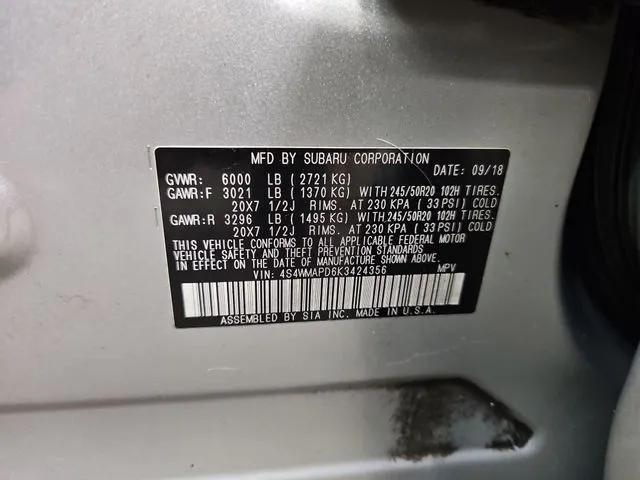 MFD BY SUBARU CORPORATION
DATE: 09/18
GVWR: 6000 LB (2721 KG)
GAWR:F 3021 LB (1370 KG) WITH 245/50R20 102H TIRES.
20X7 1/2J RIMS. AT 230 KPA (33 PSI) COLD
GAWR:R 3296 LB (1495 KG) WITH 245/50R20 102H TIRES.
20X7 1/2J RIMS. AT 230 KPA (33 PSI) COLD
THIS VEHICLE CONFORMS TO ALL APPLICABLE FEDERAL MOTOR
VEHICLE SAFETY AND THEFT PREVENTION STANDARDS
IN EFFECT ON THE DATE OF MANUFACTURE SHOWN ABOVE.
VIN: 4S4WMAPD6K3424356 MPV
ASSEMBLED BY SIA INC. MADE IN U.S.A.